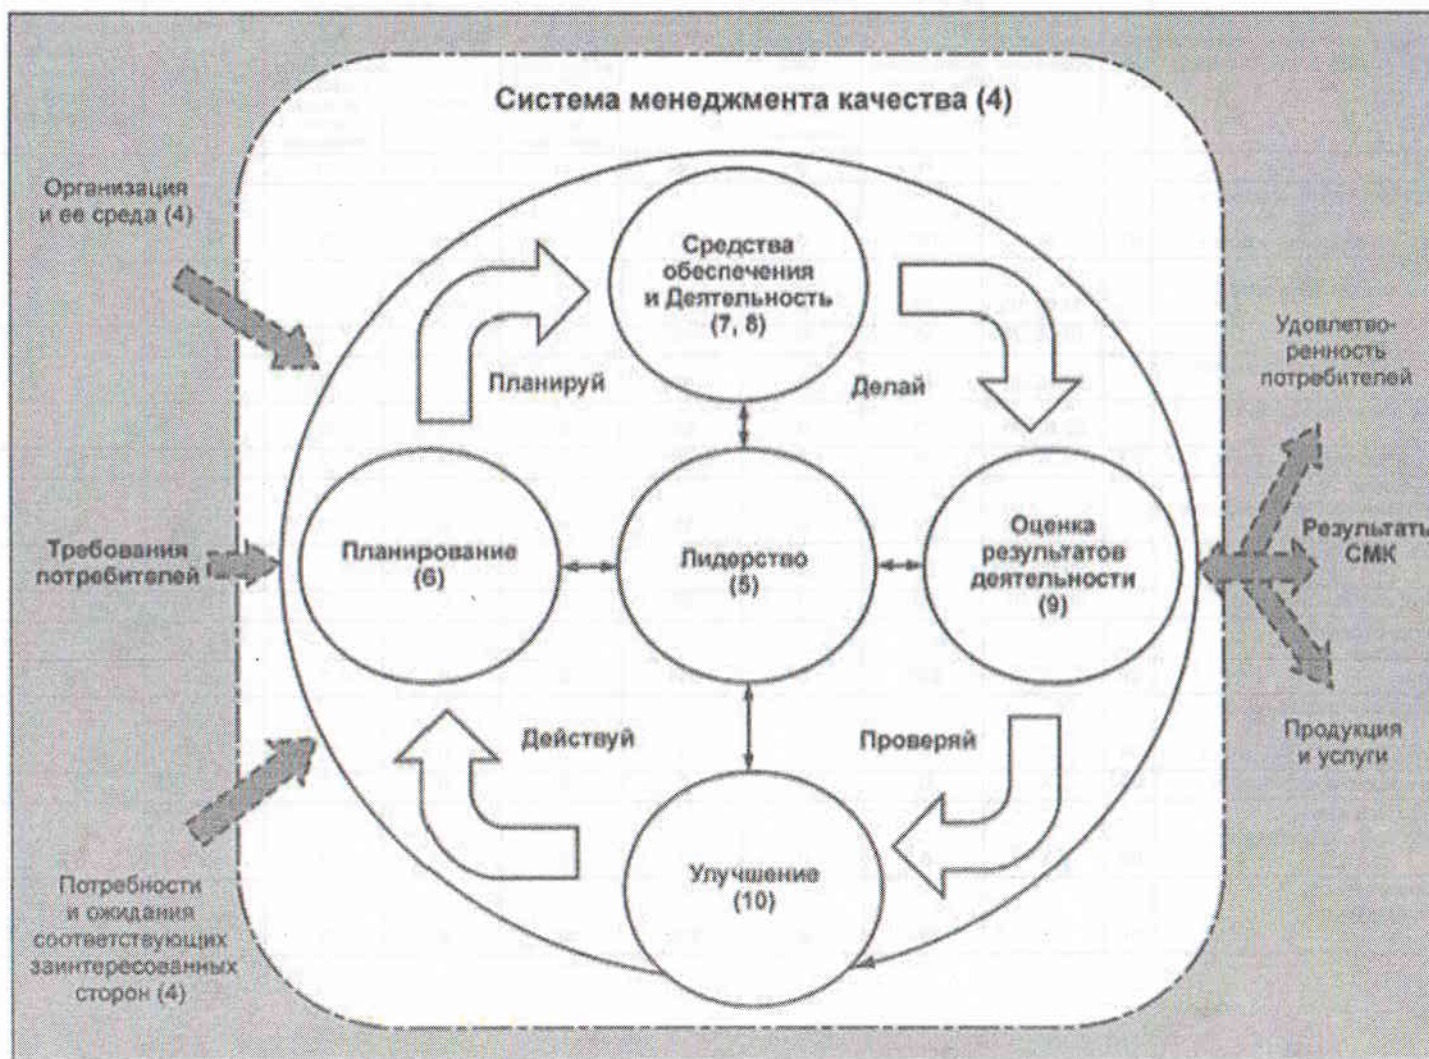 Система менеджмента качества (4)
Организация
и ее среда (4)
Средства
обеспечения
и Деятельность
(7, 8)
Планируй
Делай
Удовлетво-
ренность
потребителей
Требования
потребителей
Планирование
(6)
Лидерство
(5)
Оценка
результатов
деятельности
(9)
Результаты
СМК
Действуй
Проверяй
Продукция
и услуги
Улучшение
(10)
Потребности
и ожидания
соответствующих
заинтересованных
сторон (4)